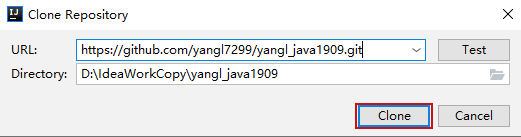 Clone Repository
URL: https://github.com/yangl7299/yangl_java1909.git Test
Directory: D:\IdeaWorkCopy\yangl_java1909
Clone Cancel